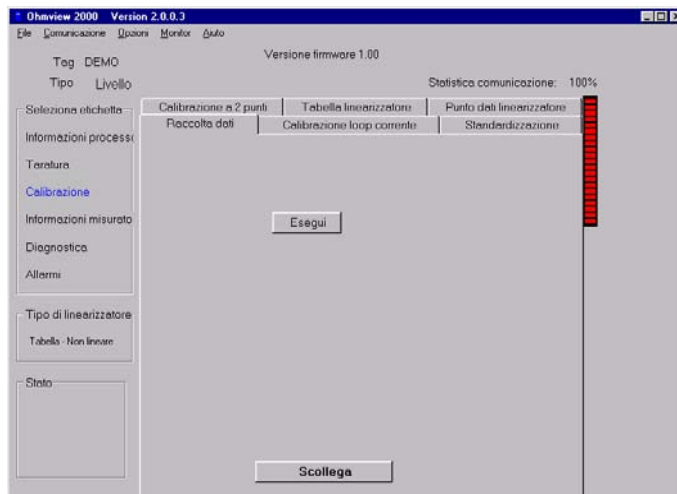 Ohmview 2000 Version 2.0.0.3
File Comunicazione Opzioni Monitor Aiuto
Versione firmware 1.00
Tag DEMO
Tipo Livello
Statistica comunicazione: 100%
Seleziona etichetta
Informazioni processo
Taratura
Calibrazione
Informazioni misurato
Diagnostica
Allarmi
Tipo di linearizzatore
Tabella - Non lineare
Stato
Calibrazione a 2 punti Tabella linearizzatore Punto dati linearizzatore
Raccolta dati Calibrazione loop corrente Standardizzazione
Esegui
Scollega